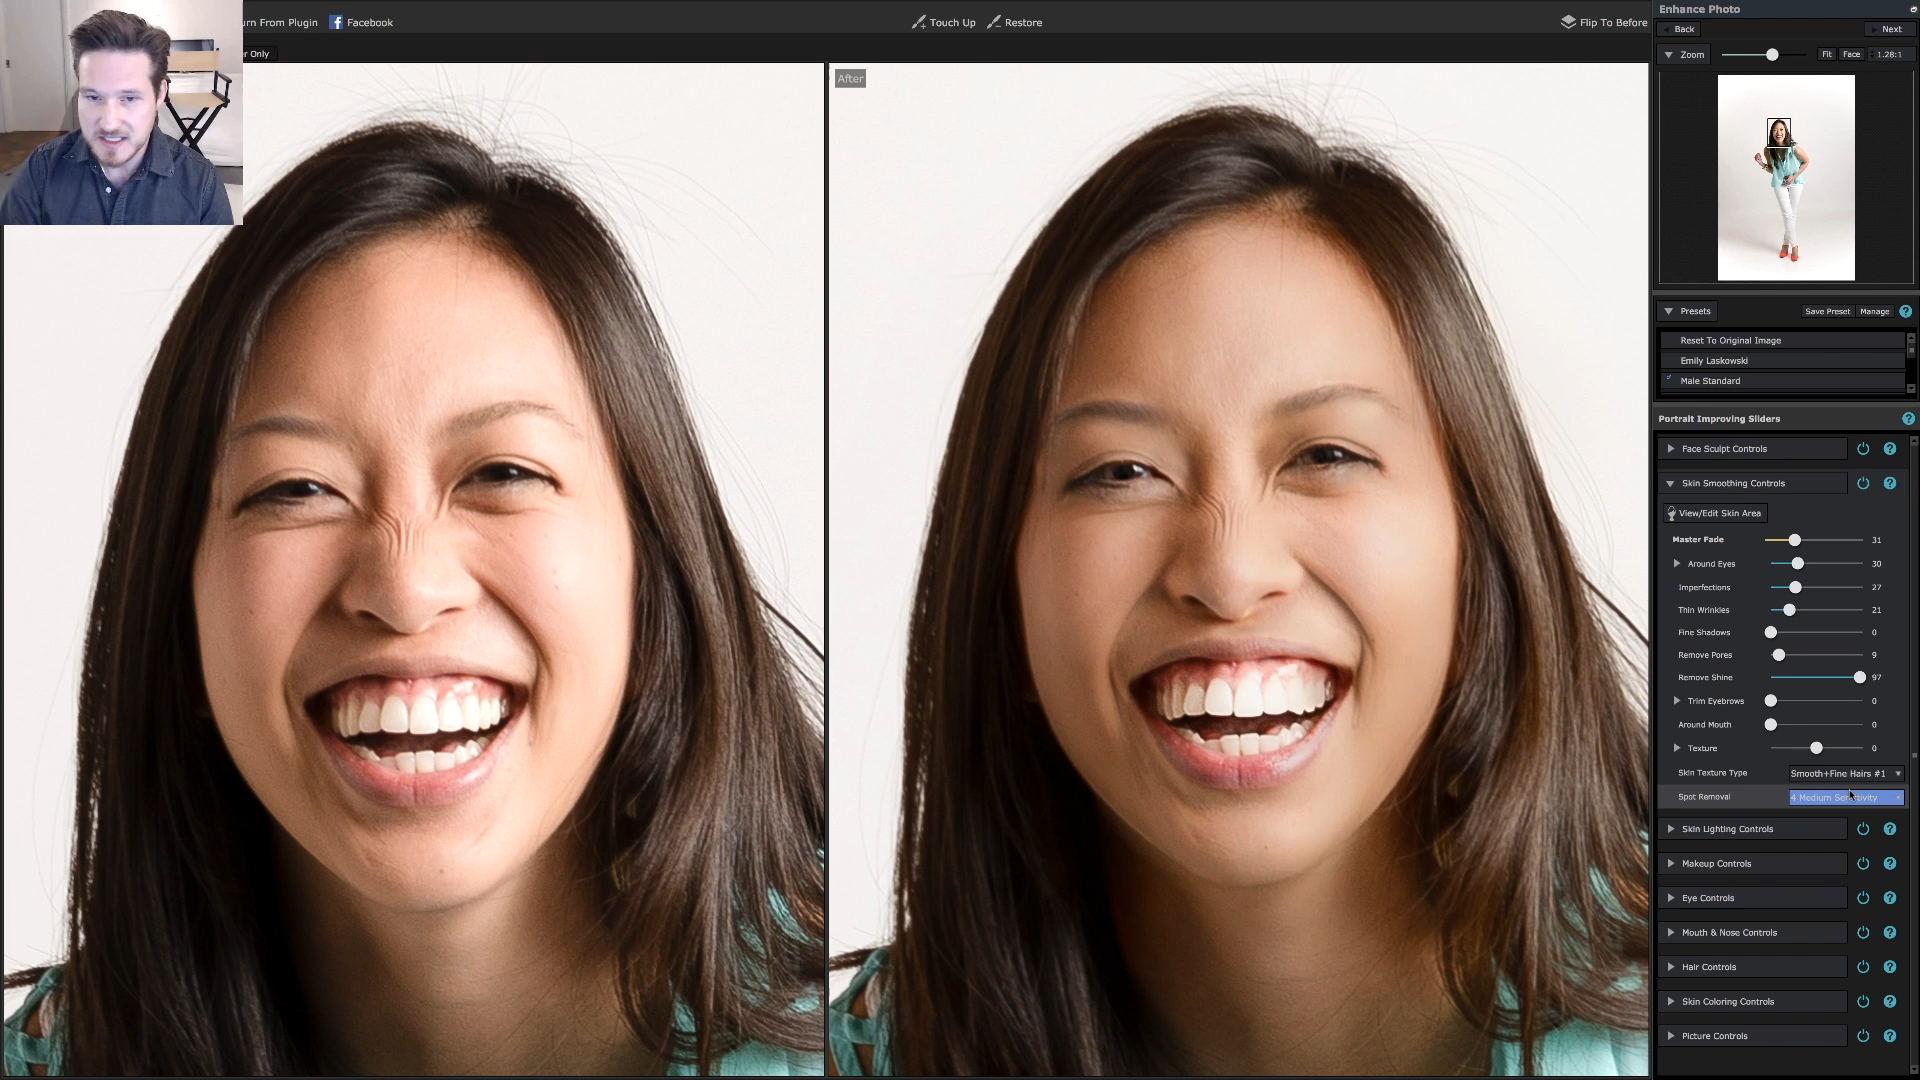 urn From Plugin
Facebook
Touch Up
Restore
Flip To Before
r Only
After
Enhance Photo
Back
Next
Zoom
Fit
Face
1.28:1
Presets
Save Preset
Manage
?
Reset To Original Image
Emily Laskowski
Male Standard
Portrait Improving Sliders
?
Face Sculpt Controls
?
Skin Smoothing Controls
?
View/Edit Skin Area
Master Fade 31
Around Eyes 30
Imperfections 27
Thin Wrinkles 21
Fine Shadows 0
Remove Pores 9
Remove Shine 97
Trim Eyebrows 0
Around Mouth 0
Texture 0
Skin Texture Type Smooth+Fine Hairs #1
Spot Removal 4 Medium Sensitivity
Skin Lighting Controls
?
Makeup Controls
?
Eye Controls
?
Mouth & Nose Controls
?
Hair Controls
?
Skin Coloring Controls
?
Picture Controls
?